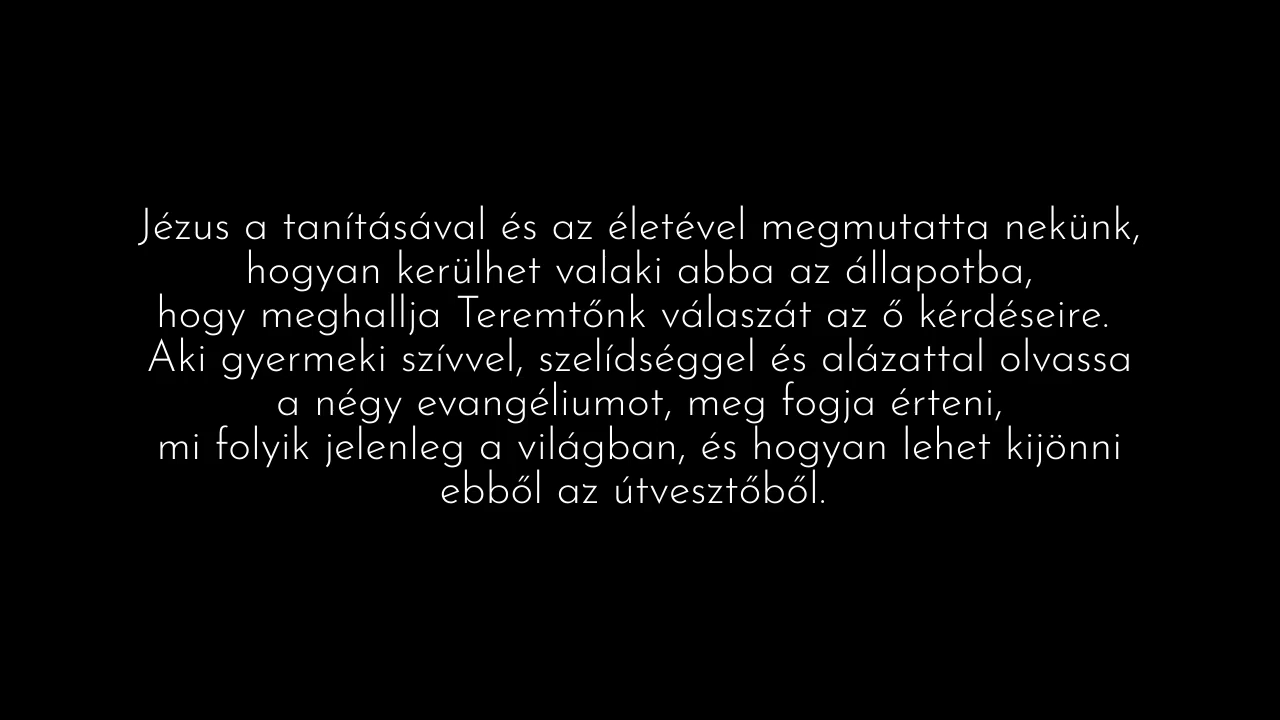 Jézus a tanításával és az életével megmutatta nekünk,
hogyan kerülhet valaki abba az állapotba,
hogy meghallja Teremtőnk válaszát az ő kérdéseire.
Aki gyermeki szívvel, szelídséggel és alázattal olvassa
a négy evangéliumot, meg fogja érteni,
mi folyik jelenleg a világban, és hogyan lehet kijönni
ebből az útvesztőből.